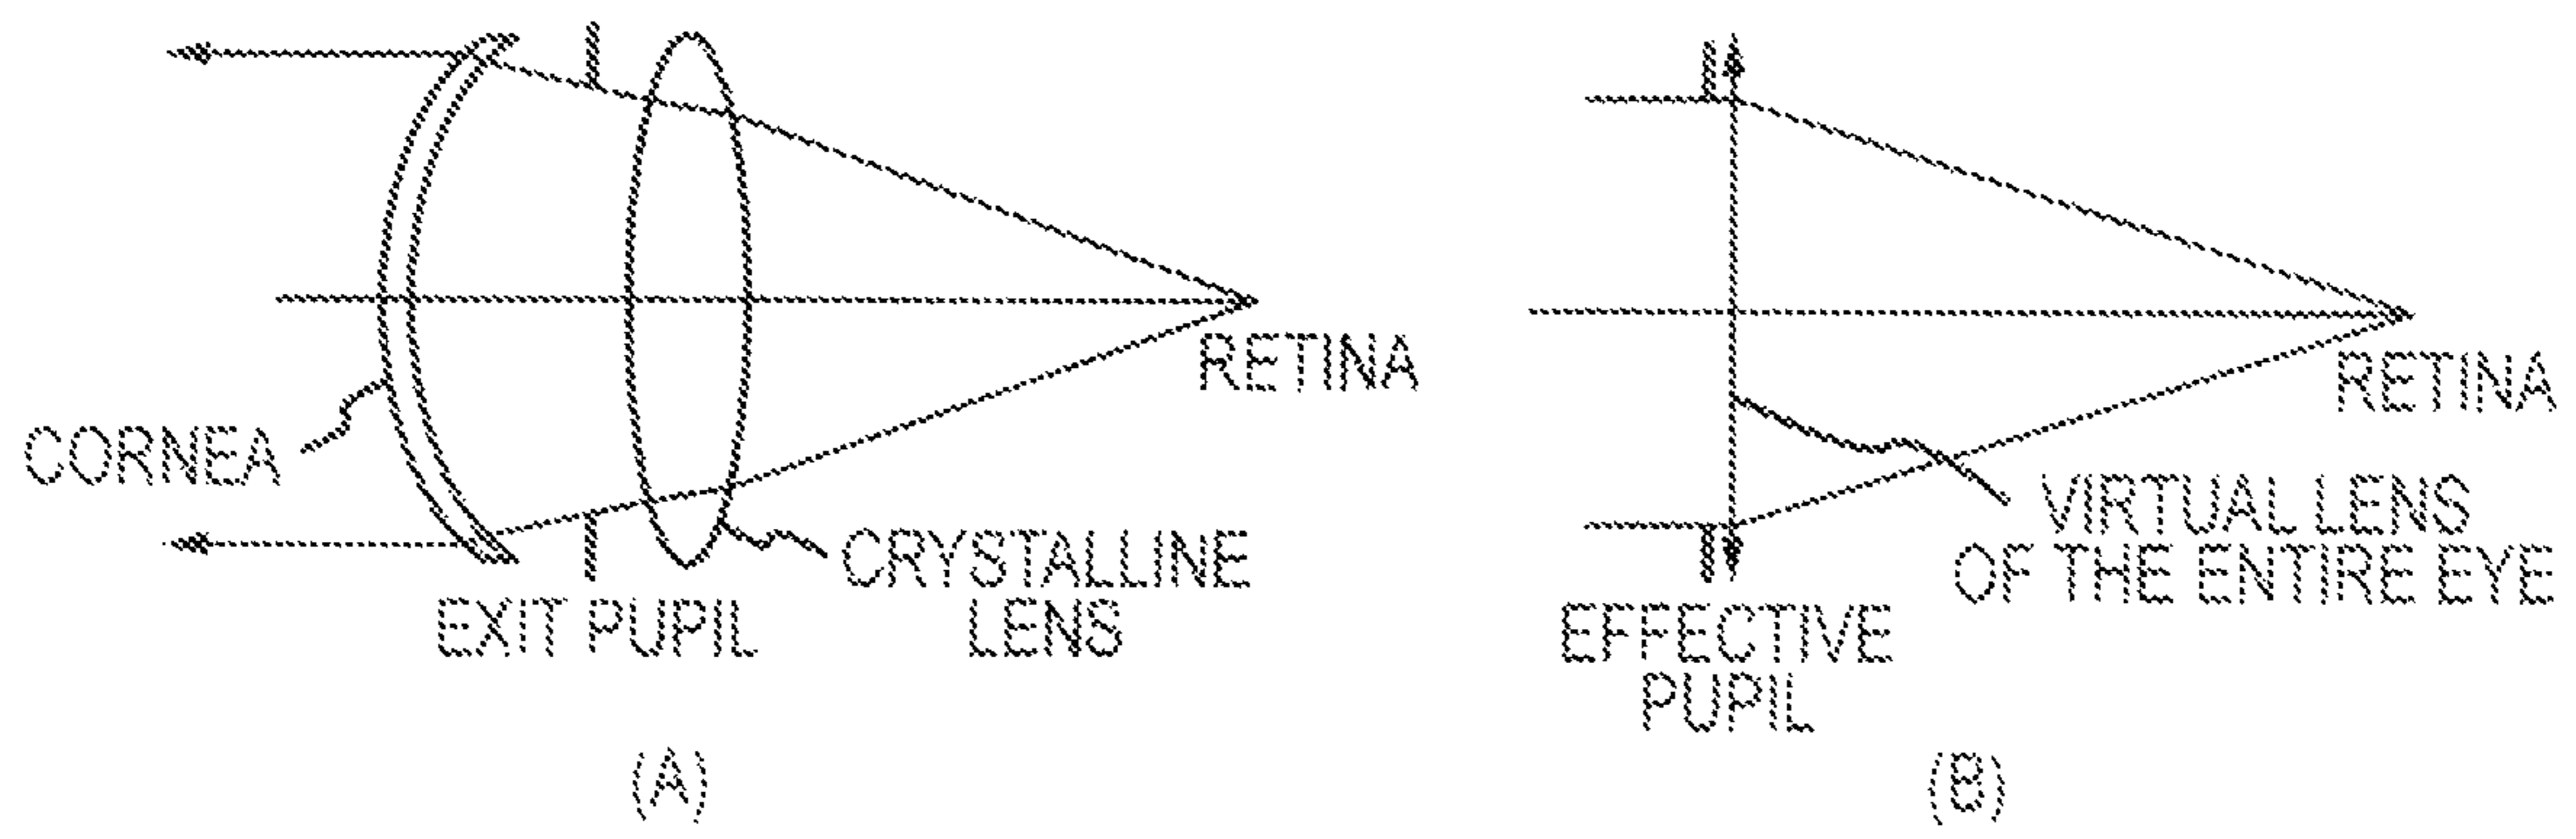 RETINA
CORNEA
CRYSTALLINE
LENS
EXIT PUPIL
(A)
RETINA
VIRTUAL LENS
OF THE ENTIRE EYE
EFFECTIVE
PUPIL
(B)